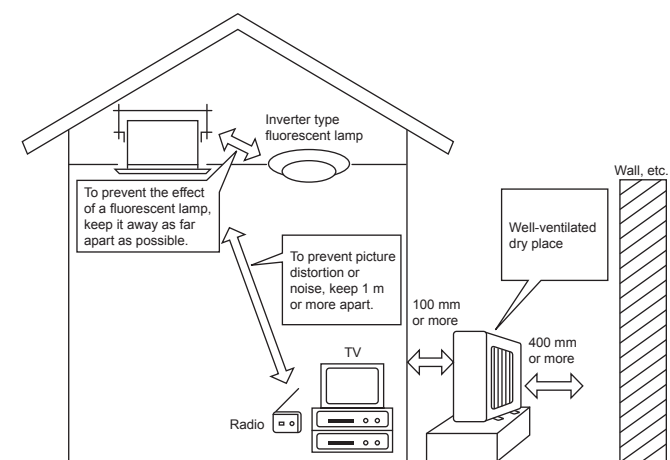 Inverter type
fluorescent lamp
To prevent the effect
of a fluorescent lamp,
keep it away as far
apart as possible.
Wall, etc.
Well-ventilated
dry place
To prevent picture
distortion or
noise, keep 1 m
or more apart.
100 mm
or more
400 mm
or more
TV
Radio